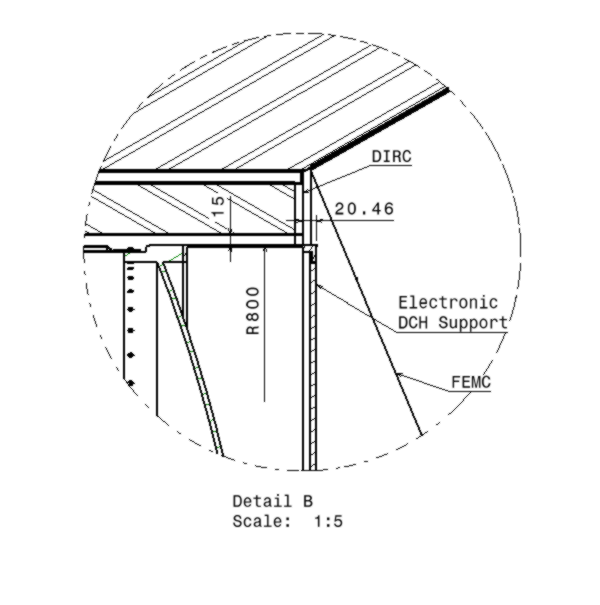 DIRC
15
20.46
R800
Electronic
DCH Support
FEMC
Detail B
Scale:  1:5